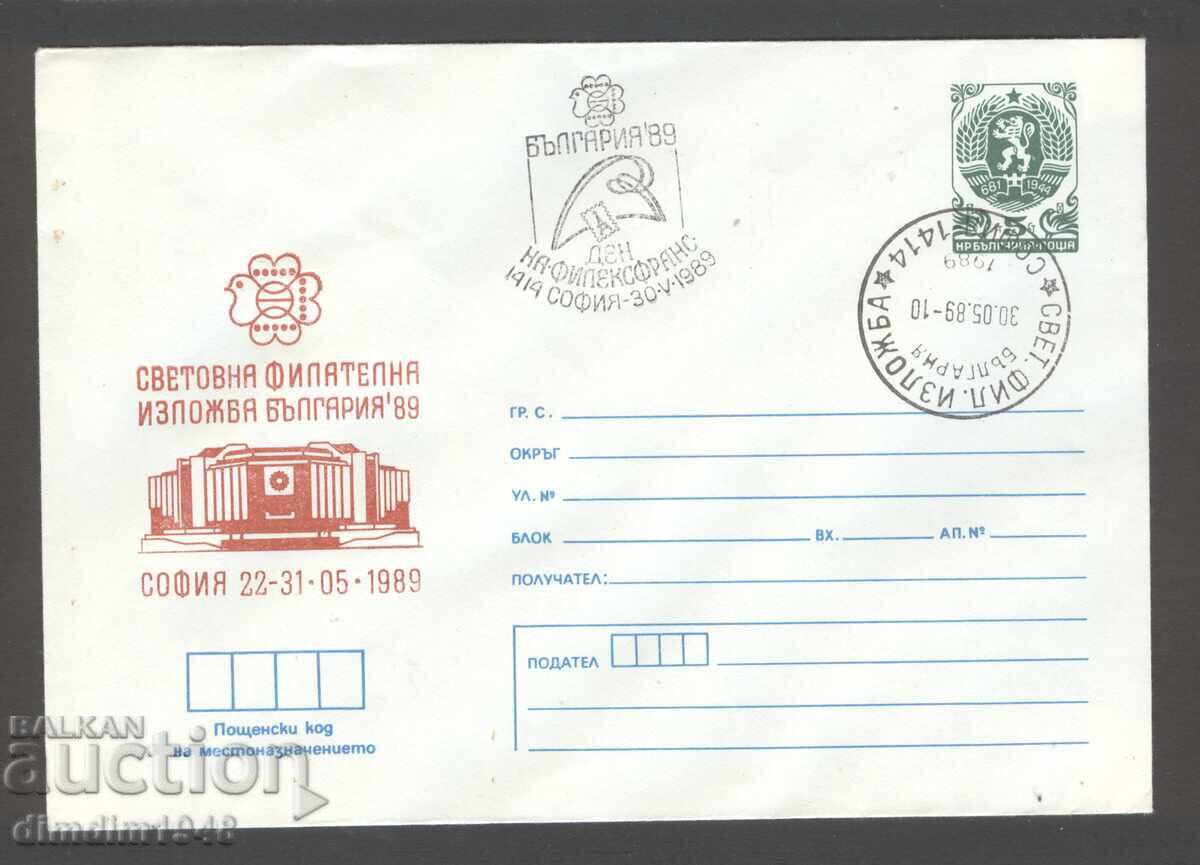 БЪЛГАРИЯ'89
ДЕН
НА·ФИЛЕКСФРАНС·
1414 СОФИЯ-30·V·1989
681 1944
5
НР БЪЛГАРИЯ·ПОЩА
★ СВЕТ. ФИЛ. ИЗЛОЖБА ★ 1414 СОФИЯ
1989
30.05.89-10
БЪЛГАРИЯ
СВЕТОВНА ФИЛАТЕЛНА
ИЗЛОЖБА БЪЛГАРИЯ'89
СОФИЯ 22-31·05·1989
ГР. С.
ОКРЪГ
УЛ. №
БЛОК ВХ. АП. №
ПОЛУЧАТЕЛ:
ПОДАТЕЛ
Пощенски код
на местоназначението
BALKAN
auction
dimdim1948